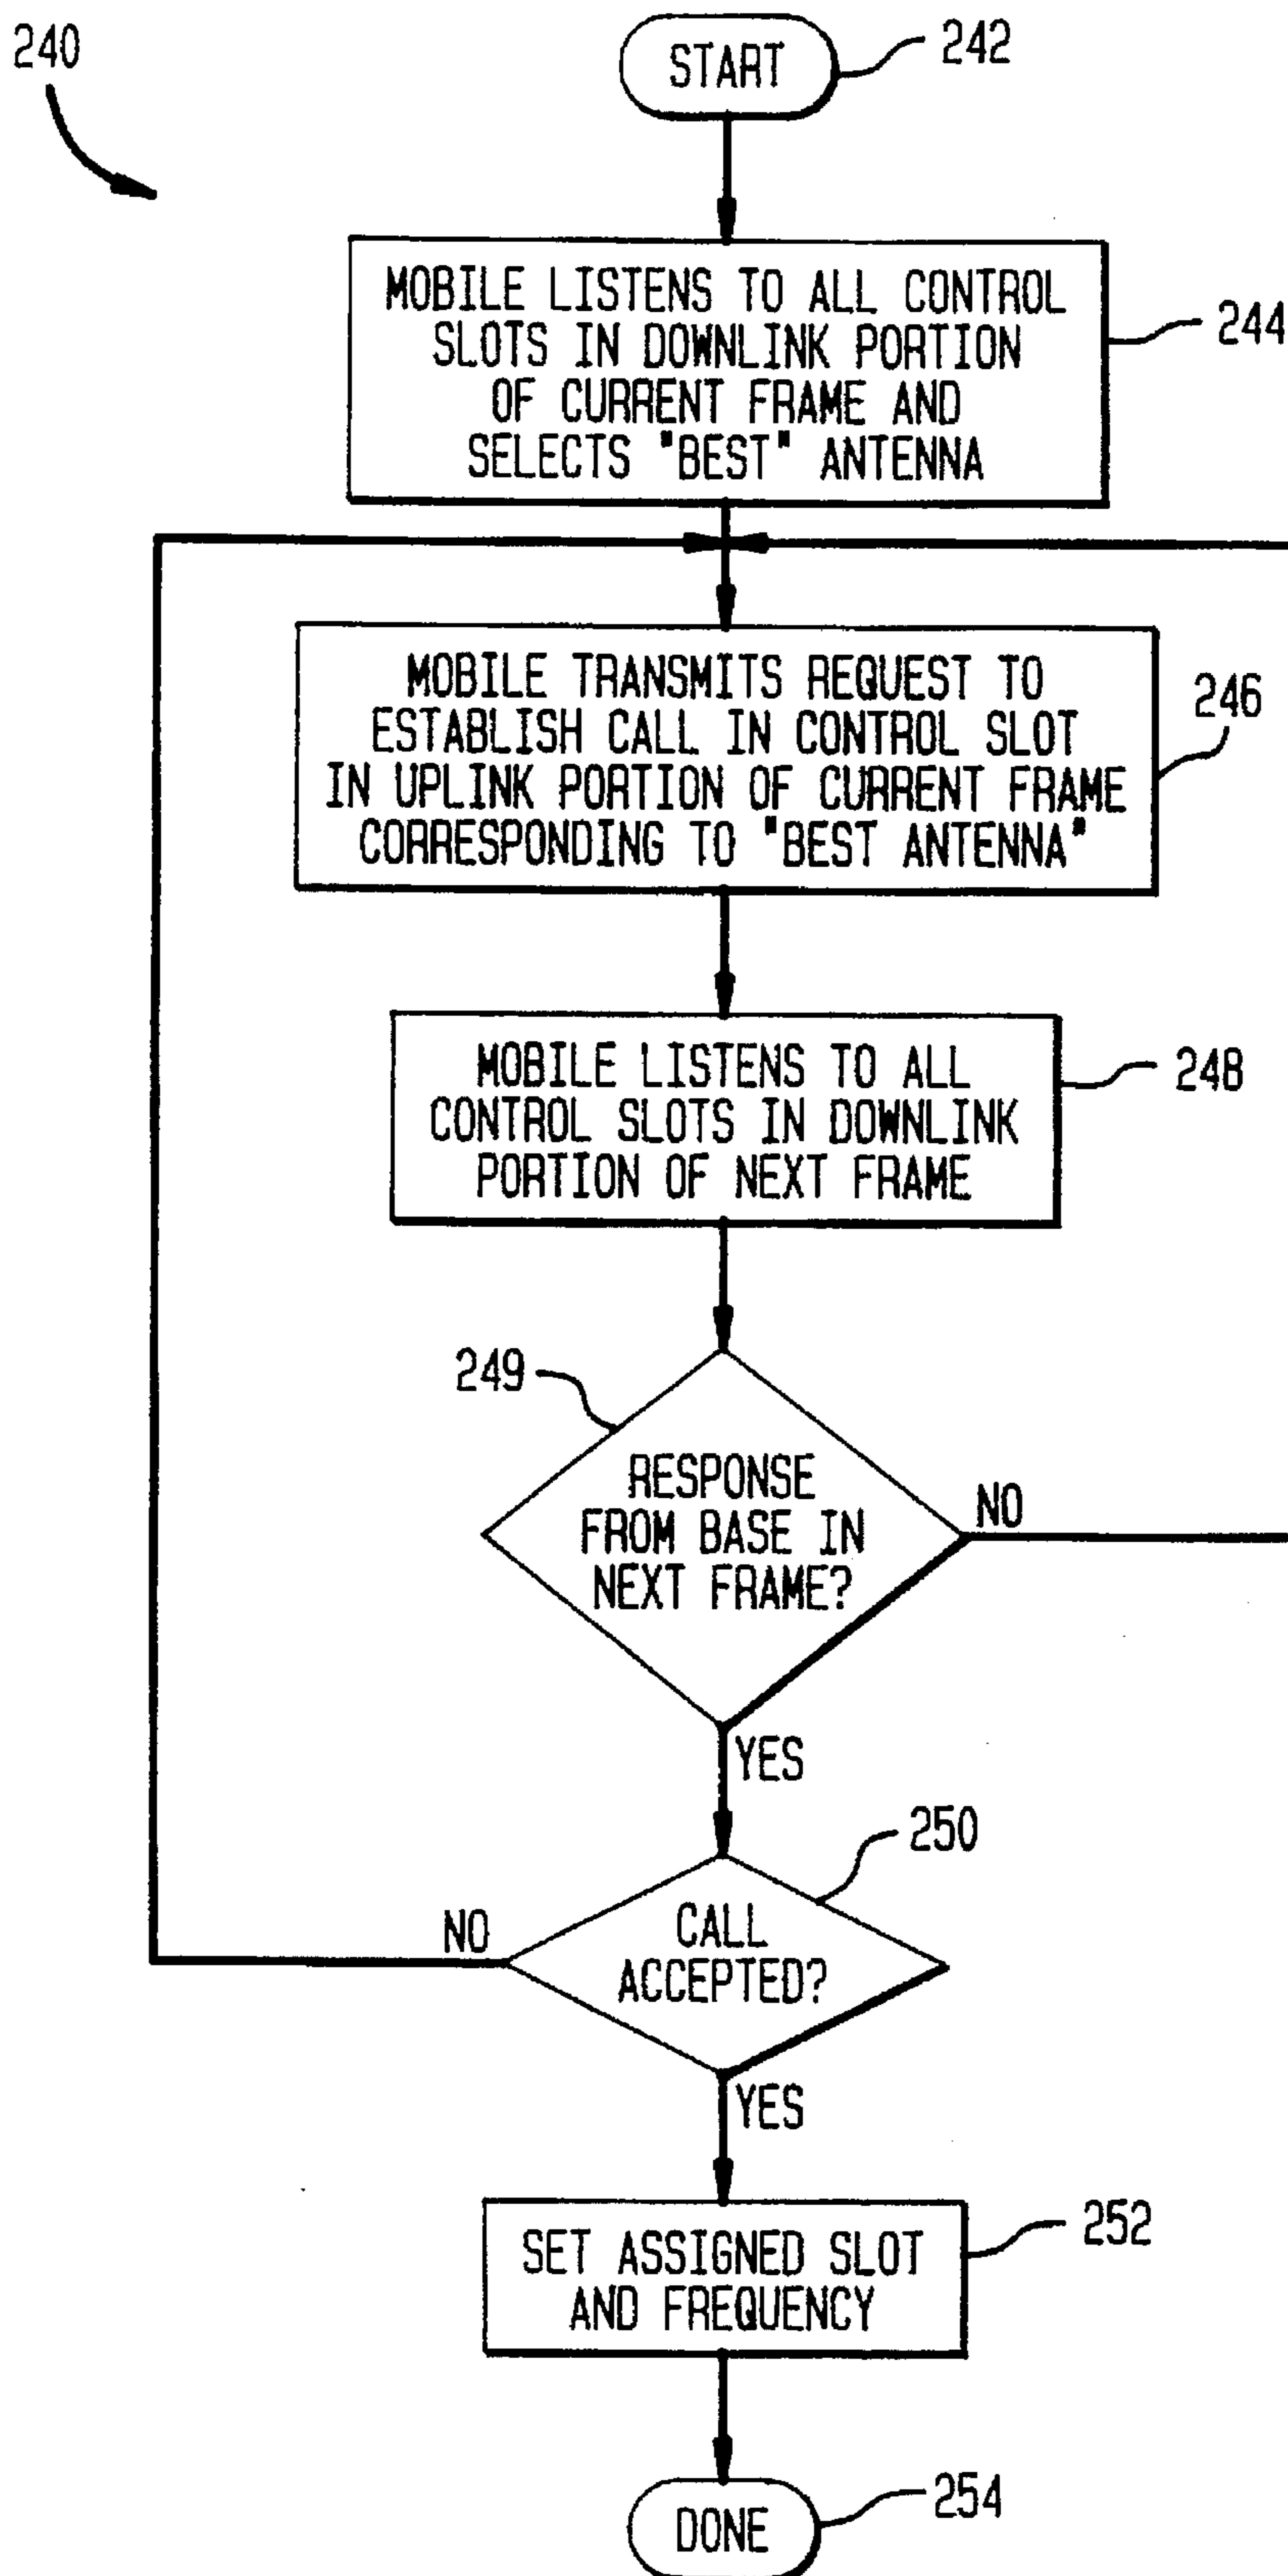 240
START
242
MOBILE LISTENS TO ALL CONTROL
SLOTS IN DOWNLINK PORTION
OF CURRENT FRAME AND
SELECTS "BEST" ANTENNA
244
MOBILE TRANSMITS REQUEST TO
ESTABLISH CALL IN CONTROL SLOT
IN UPLINK PORTION OF CURRENT FRAME
CORRESPONDING TO "BEST ANTENNA"
246
MOBILE LISTENS TO ALL
CONTROL SLOTS IN DOWNLINK
PORTION OF NEXT FRAME
248
249
RESPONSE
FROM BASE IN
NEXT FRAME?
NO
YES
250
CALL
ACCEPTED?
NO
YES
SET ASSIGNED SLOT
AND FREQUENCY
252
DONE
254